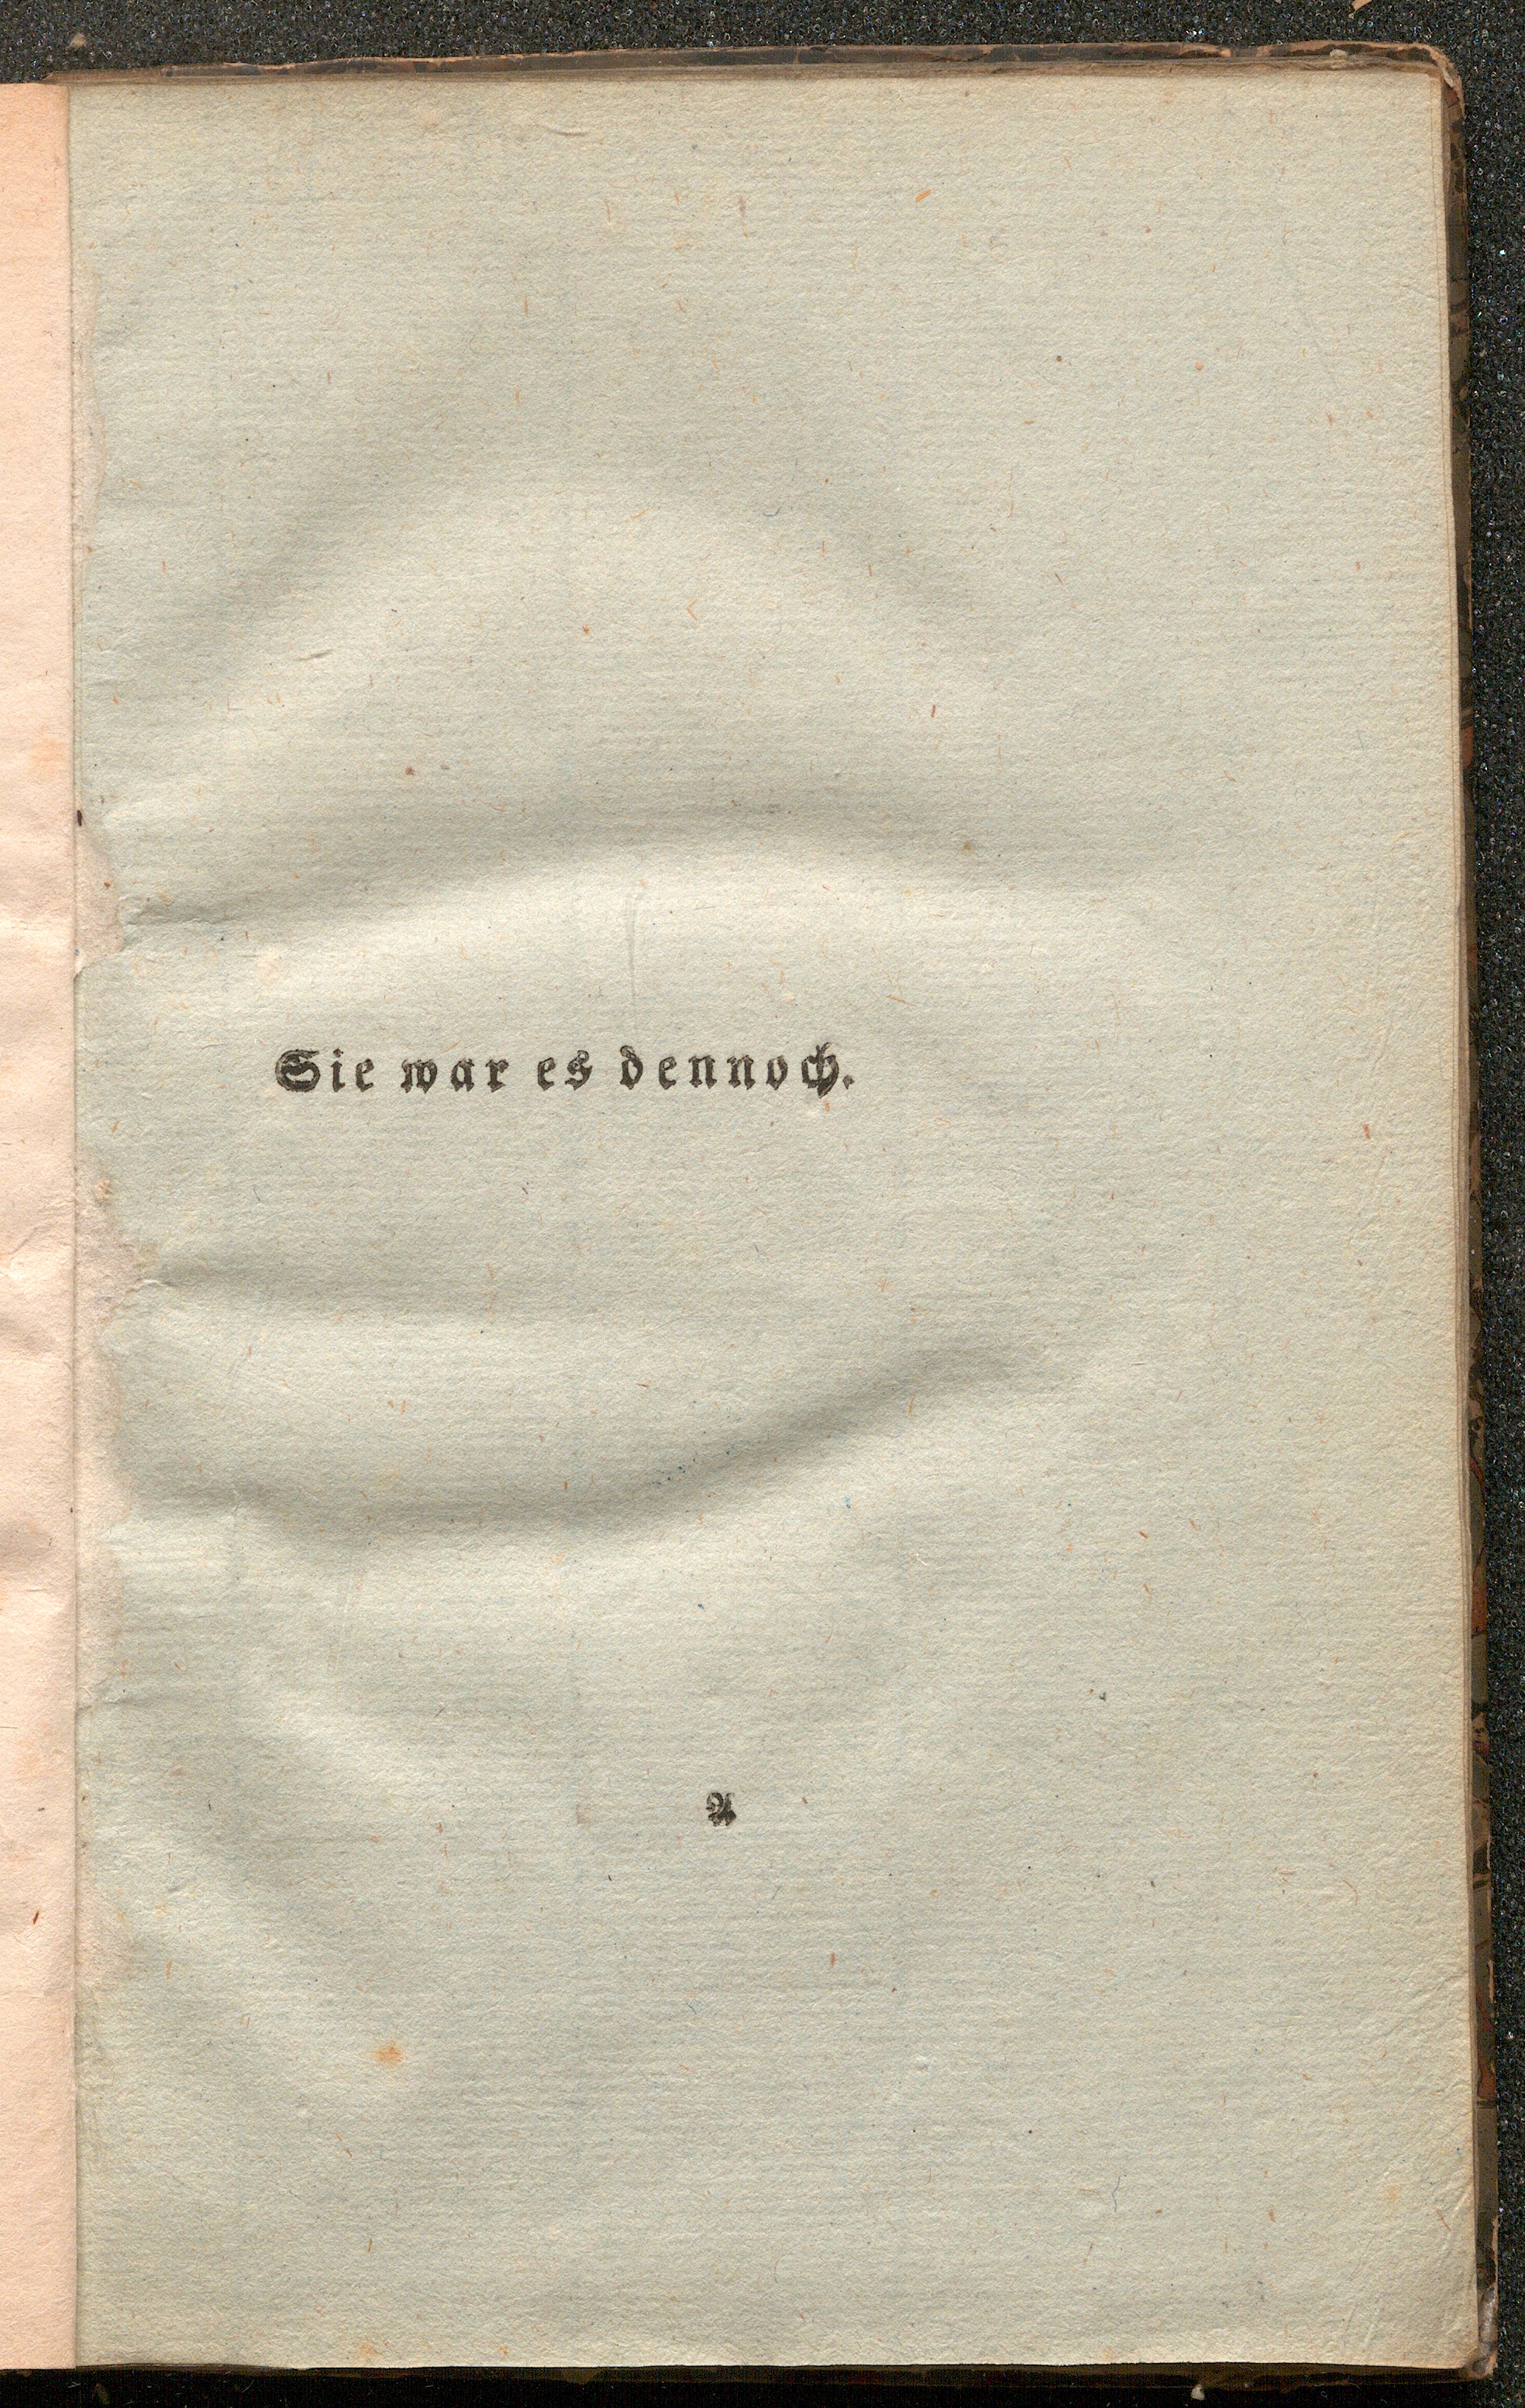 Sie war es dennoch.
A